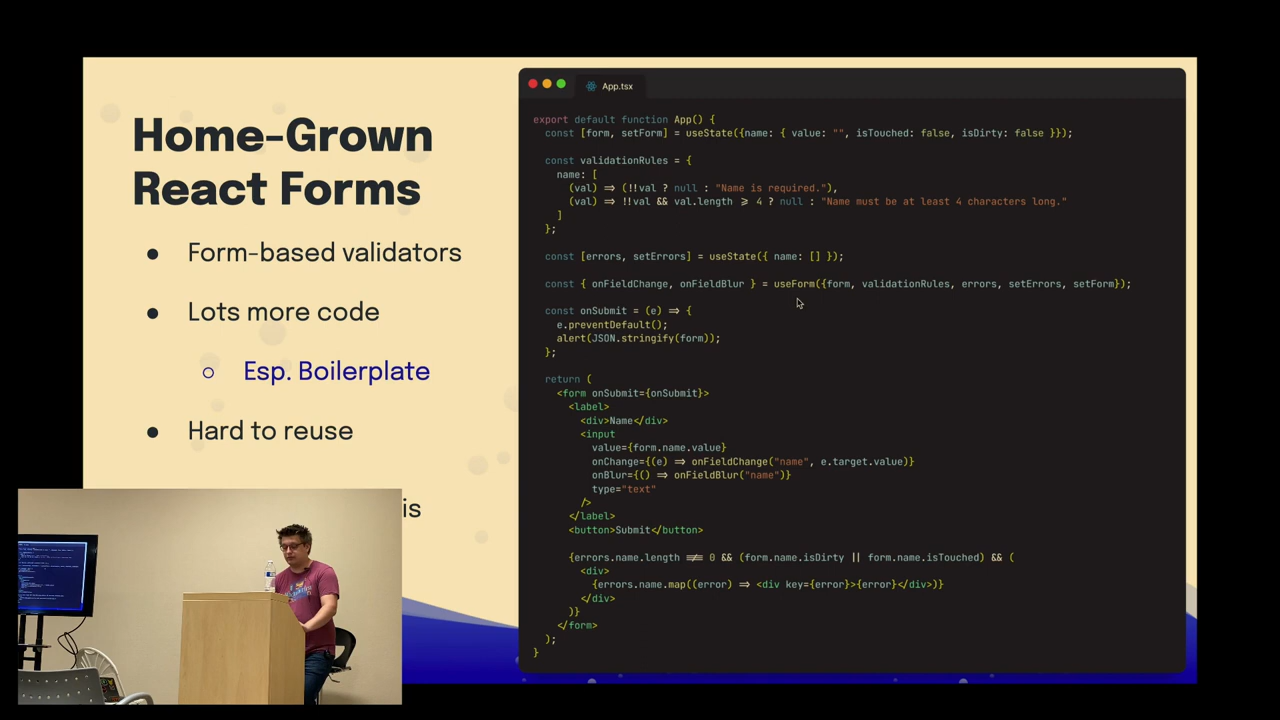 Home-Grown
React Forms
● Form-based validators
● Lots more code
○ Esp. Boilerplate
● Hard to reuse
is
App.tsx
export default function App() {
const [form, setForm] = useState({name: { value: "", isTouched: false, isDirty: false }});
const validationRules = {
name: [
(val) => (!!val ? null : "Name is required."),
(val) => !!val && val.length >= 4 ? null : "Name must be at least 4 characters long."
]
};
const [errors, setErrors] = useState({ name: [] });
const { onFieldChange, onFieldBlur } = useForm({form, validationRules, errors, setErrors, setForm});
const onSubmit = (e) => {
e.preventDefault();
alert(JSON.stringify(form));
};
return (
<form onSubmit={onSubmit}>
<label>
<div>Name</div>
<input
value={form.name.value}
onChange={(e) => onFieldChange("name", e.target.value)}
onBlur={() => onFieldBlur("name")}
type="text"
/>
</label>
<button>Submit</button>
{errors.name.length !== 0 && (form.name.isDirty || form.name.isTouched) && (
<div>
{errors.name.map((error) => <div key={error}>{error}</div>)}
</div>
)}
</form>
);
}